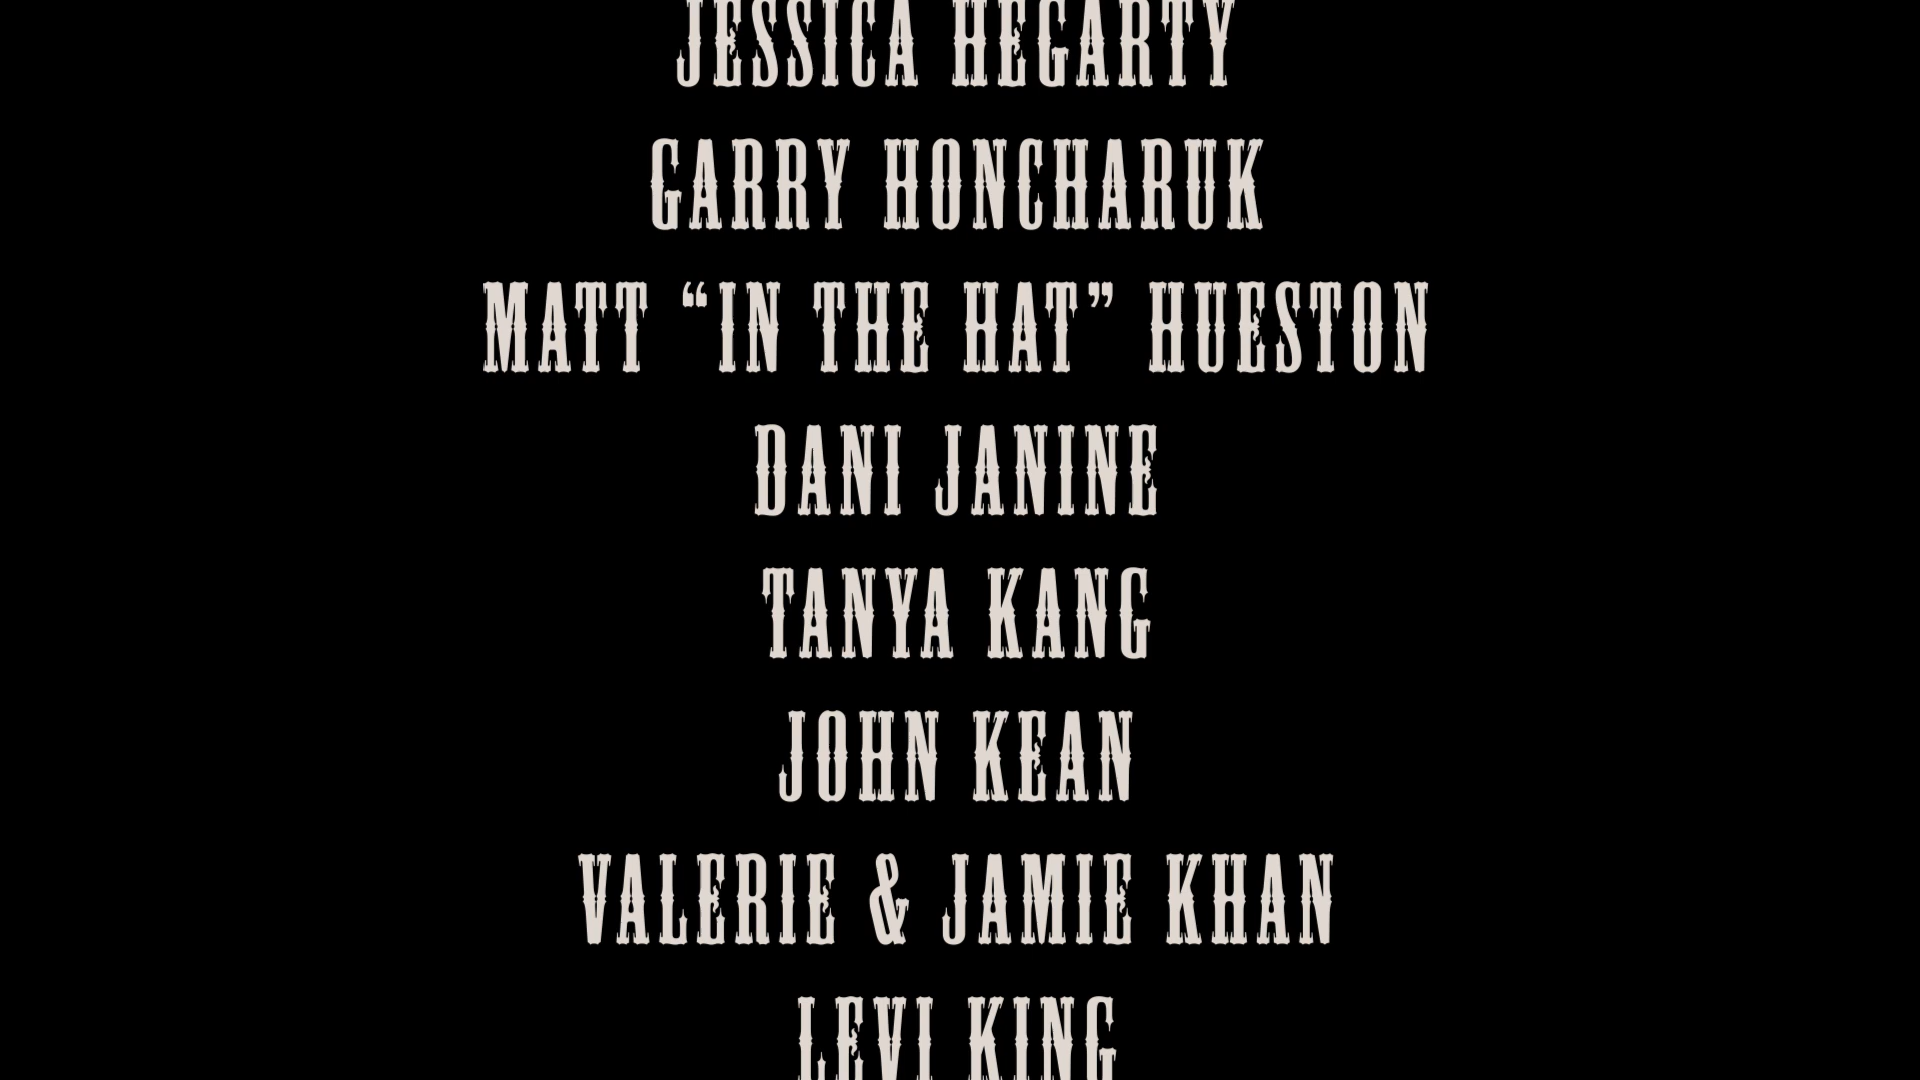 JESSICA HEGARTY
GARRY HONCHARUK
MATT “IN THE HAT” HUESTON
DANI JANINE
TANYA KANG
JOHN KEAN
VALERIE & JAMIE KHAN
LEVI KING